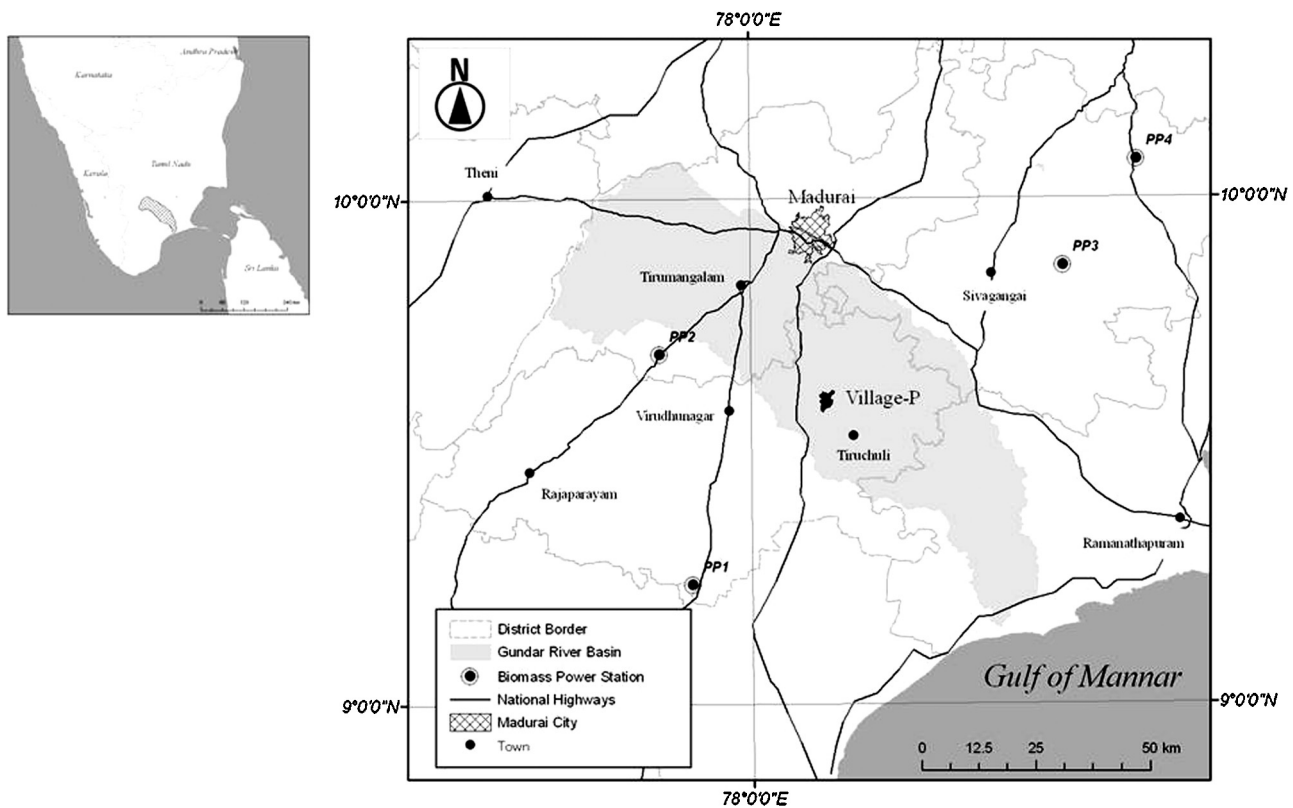 78°0'0"E
Andhra Pradesh
Karnataka
Kerala
Tamil Nadu
Sri Lanka
N
PP4
Theni
10°0'0"N
10°0'0"N
Madurai
PP3
Tirumangalam
Sivagangai
PP2
Village-P
Virudhunagar
Tiruchuli
Rajaparayam
Ramanathapuram
PP1
District Border
Gundar River Basin
Biomass Power Station
National Highways
Madurai City
Town
Gulf of Mannar
9°0'0"N
9°0'0"N
0 12.5 25 50 km
78°0'0"E